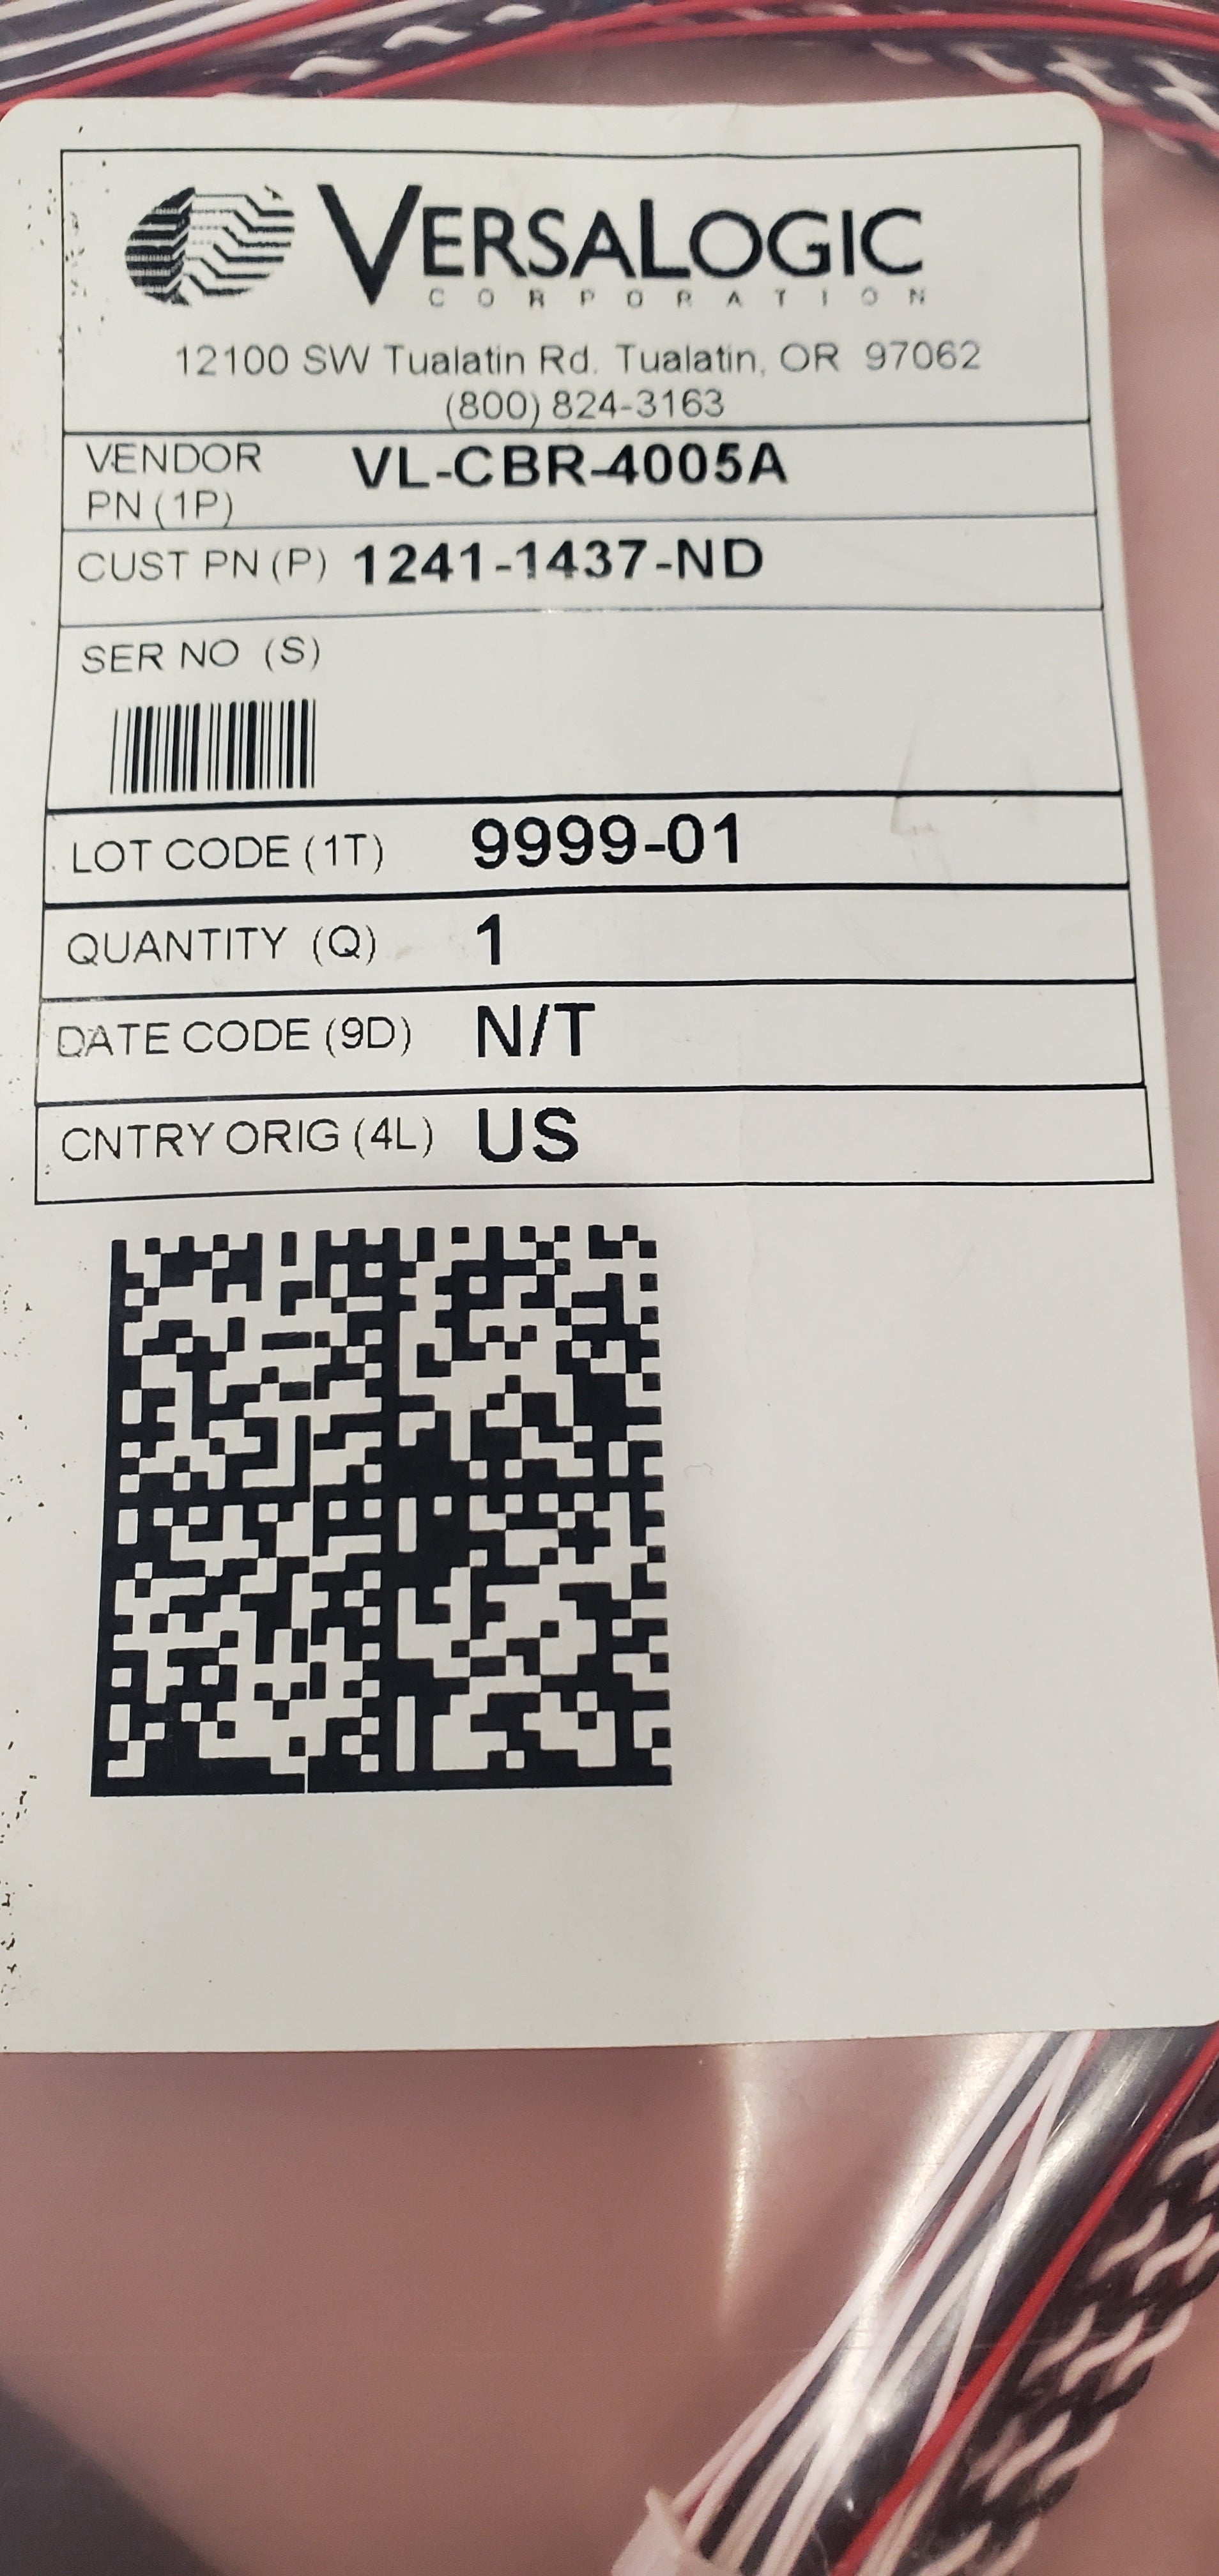 VERSALOGIC
CORPORATION
12100 SW Tualatin Rd. Tualatin, OR 97062
(800) 824-3163
VENDOR PN (1P) VL-CBR-4005A
CUST PN (P) 1241-1437-ND
SER NO (S)
LOT CODE (1T) 9999-01
QUANTITY (Q) 1
DATE CODE (9D) N/T
CNTRY ORIG (4L) US